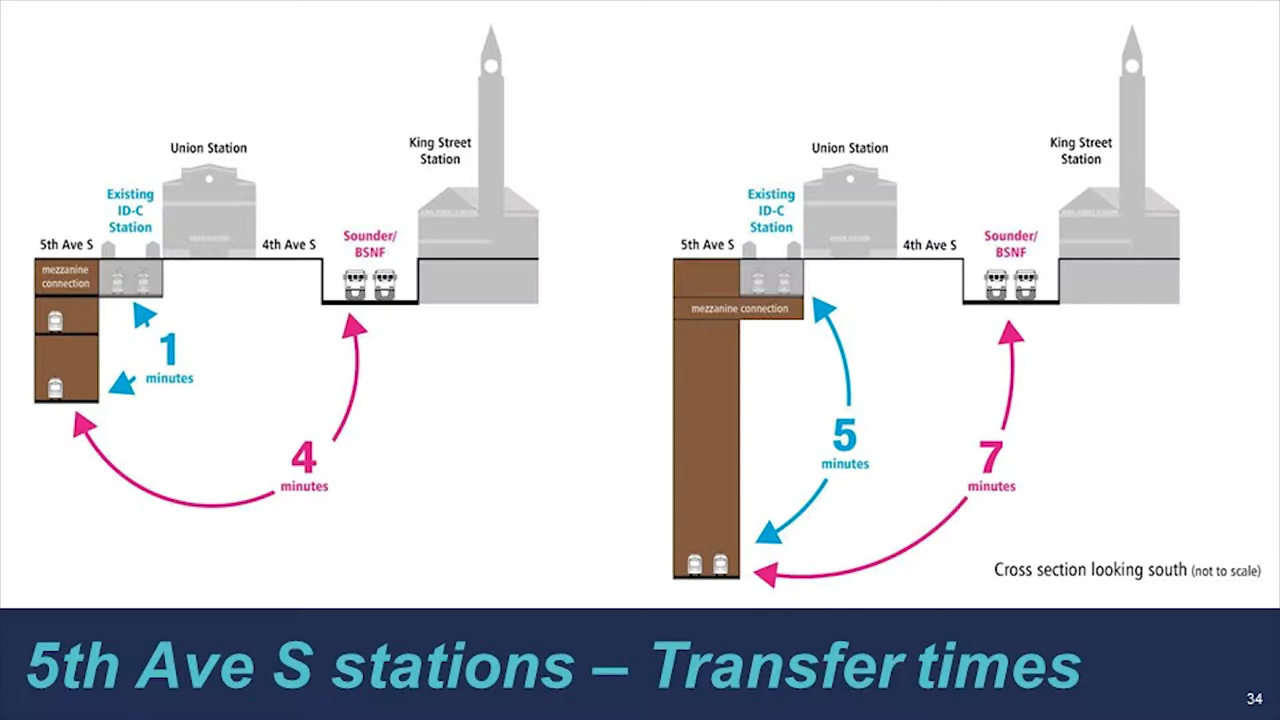 Union Station
King Street
Station
Existing
ID-C
Station
5th Ave S
4th Ave S
Sounder/
BSNF
mezzanine
connection
1
minutes
4
minutes
Union Station
King Street
Station
Existing
ID-C
Station
5th Ave S
4th Ave S
Sounder/
BSNF
mezzanine connection
5
minutes
7
minutes
Cross section looking south (not to scale)
5th Ave S stations – Transfer times
34